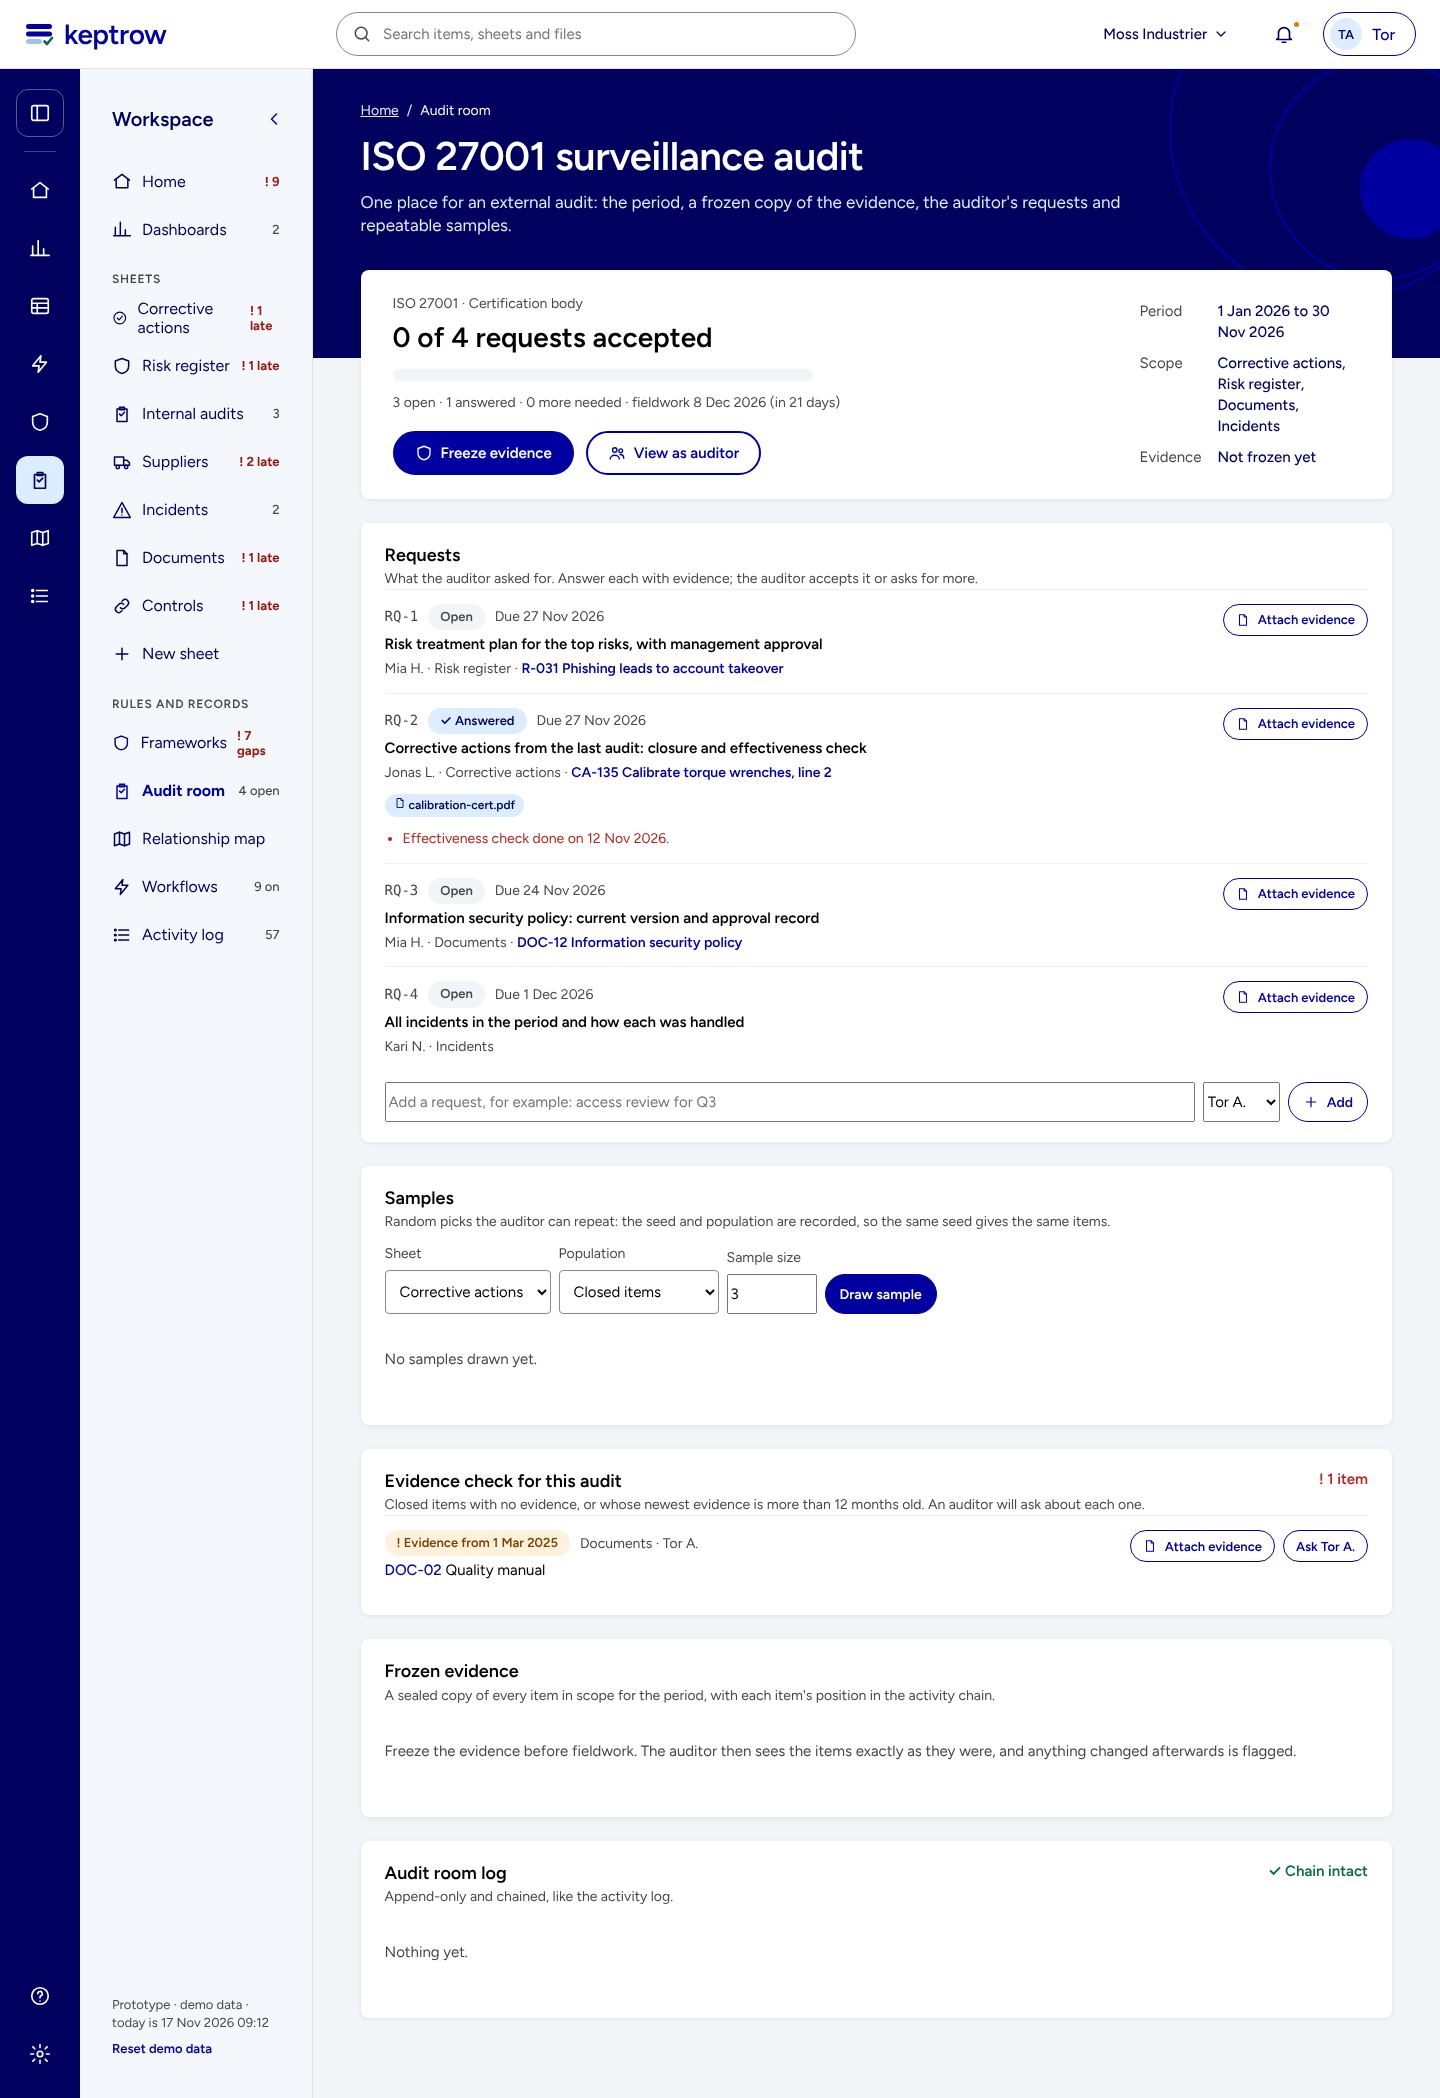 keptrow
Search items, sheets and files
Moss Industrier
TA
Tor
Workspace
Home
! 9
Dashboards
2
SHEETS
Corrective
actions
! 1
late
Risk register
! 1 late
Internal audits
3
Suppliers
! 2 late
Incidents
2
Documents
! 1 late
Controls
! 1 late
New sheet
RULES AND RECORDS
Frameworks
! 7
gaps
Audit room
4 open
Relationship map
Workflows
9 on
Activity log
57
Prototype · demo data ·
today is 17 Nov 2026 09:12
Reset demo data
Home / Audit room
ISO 27001 surveillance audit
One place for an external audit: the period, a frozen copy of the evidence, the auditor's requests and
repeatable samples.
ISO 27001 · Certification body
0 of 4 requests accepted
3 open · 1 answered · 0 more needed · fieldwork 8 Dec 2026 (in 21 days)
Freeze evidence
View as auditor
Period
1 Jan 2026 to 30
Nov 2026
Scope
Corrective actions,
Risk register,
Documents,
Incidents
Evidence
Not frozen yet
Requests
What the auditor asked for. Answer each with evidence; the auditor accepts it or asks for more.
RQ-1 Open Due 27 Nov 2026
Attach evidence
Risk treatment plan for the top risks, with management approval
Mia H. · Risk register · R-031 Phishing leads to account takeover
RQ-2 Answered Due 27 Nov 2026
Attach evidence
Corrective actions from the last audit: closure and effectiveness check
Jonas L. · Corrective actions · CA-135 Calibrate torque wrenches, line 2
calibration-cert.pdf
• Effectiveness check done on 12 Nov 2026.
RQ-3 Open Due 24 Nov 2026
Attach evidence
Information security policy: current version and approval record
Mia H. · Documents · DOC-12 Information security policy
RQ-4 Open Due 1 Dec 2026
Attach evidence
All incidents in the period and how each was handled
Kari N. · Incidents
Add a request, for example: access review for Q3
Tor A.
Add
Samples
Random picks the auditor can repeat: the seed and population are recorded, so the same seed gives the same items.
Sheet
Population
Sample size
Corrective actions
Closed items
3
Draw sample
No samples drawn yet.
Evidence check for this audit
! 1 item
Closed items with no evidence, or whose newest evidence is more than 12 months old. An auditor will ask about each one.
! Evidence from 1 Mar 2025
Documents · Tor A.
Attach evidence
Ask Tor A.
DOC-02 Quality manual
Frozen evidence
A sealed copy of every item in scope for the period, with each item's position in the activity chain.
Freeze the evidence before fieldwork. The auditor then sees the items exactly as they were, and anything changed afterwards is flagged.
Audit room log
Chain intact
Append-only and chained, like the activity log.
Nothing yet.